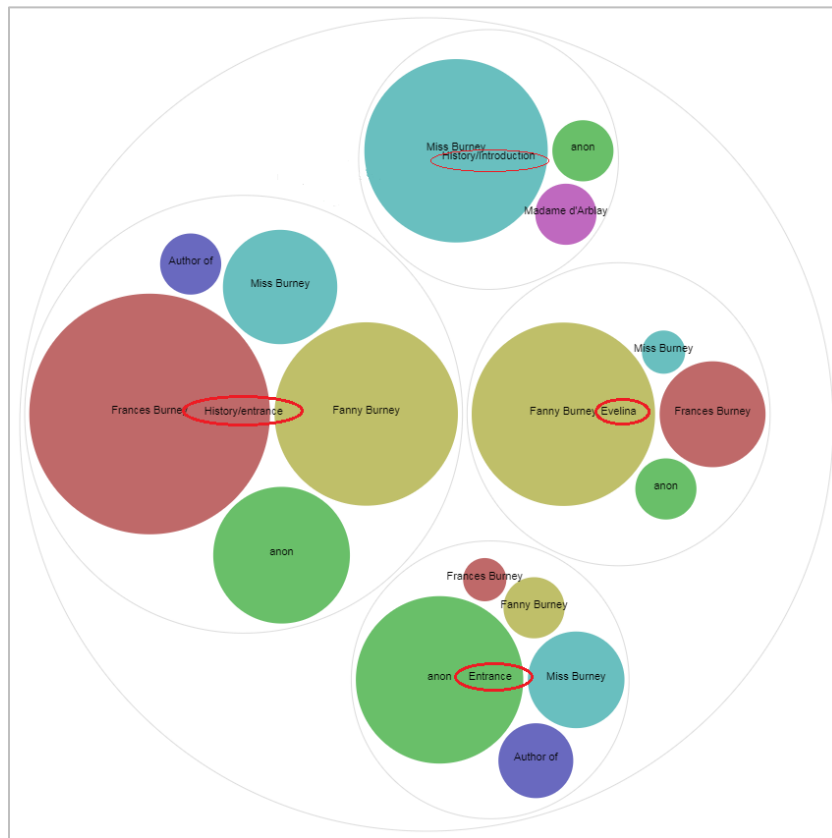 Miss Burney
History/introduction
anon
Madame d'Arblay
Author of
Miss Burney
Frances Burney
History/entrance
Fanny Burney
anon
Miss Burney
Fanny Burney
Evelina
Frances Burney
anon
Frances Burney
Fanny Burney
anon
Entrance
Miss Burney
Author of